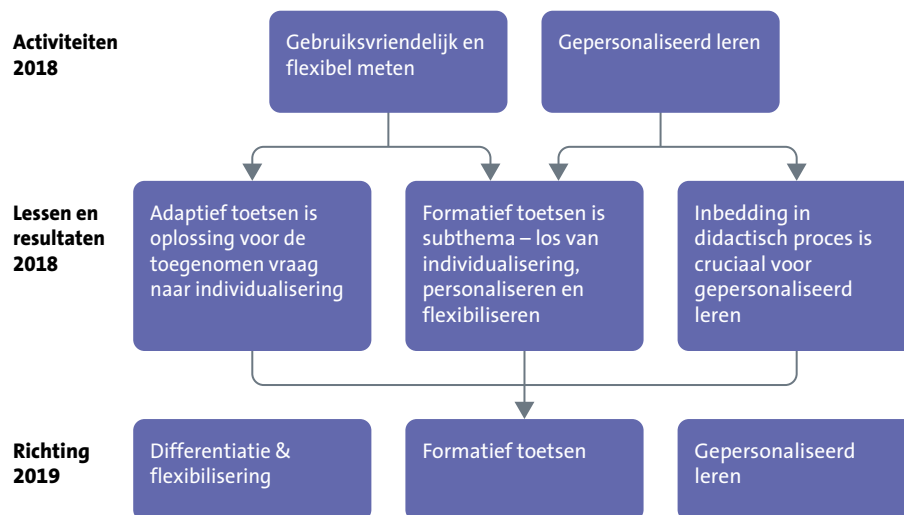 Activiteiten
2018
Gebruiksvriendelijk en
flexibel meten
Gepersonaliseerd leren
Lessen en
resultaten
2018
Adaptief toetsen is
oplossing voor de
toegenomen vraag
naar individualisering
Formatief toetsen is
subthema – los van
individualisering,
personaliseren en
flexibiliseren
Inbedding in
didactisch proces is
cruciaal voor
gepersonaliseerd
leren
Richting
2019
Differentiatie &
flexibilisering
Formatief toetsen
Gepersonaliseerd
leren